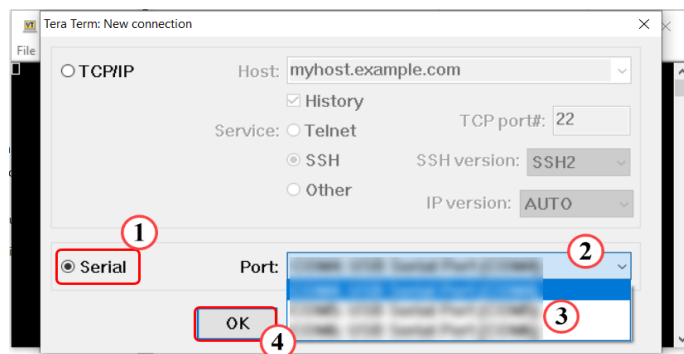 VT Tera Term: New connection
File
TCP/IP Host: myhost.example.com
History
Service: Telnet TCP port#: 22
SSH SSH version: SSH2
Other IP version: AUTO
1
Serial Port: 2
3
OK
4